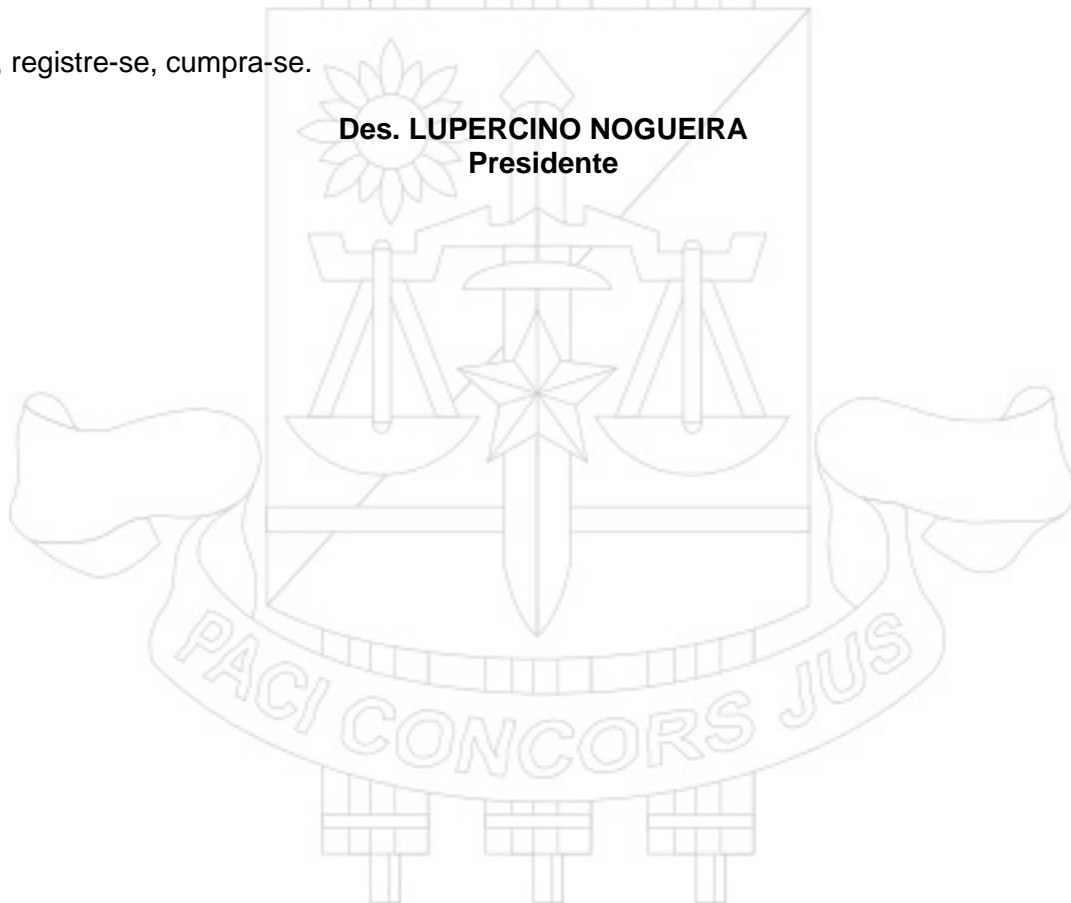 , registre-se, cumpra-se.
Des. LUPERCINO NOGUEIRA
Presidente
PACI CONCORS JUS